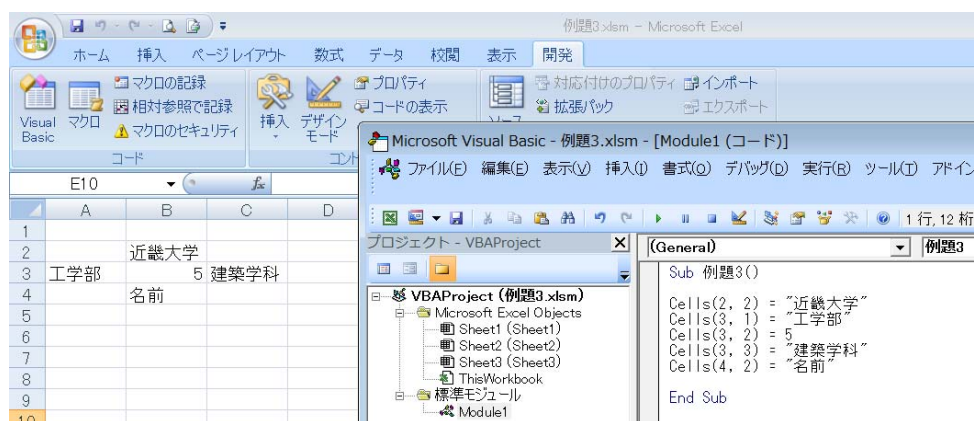 例題3.xlsm - Microsoft Excel
ホーム 挿入 ページ レイアウト 数式 データ 校閲 表示 開発
Visual Basic
マクロ
マクロの記録
相対参照で記録
マクロのセキュリティ
コード
挿入
デザイン モード
プロパティ
コードの表示
対応付けのプロパティ
拡張パック
インポート
エクスポート
Microsoft Visual Basic - 例題3.xlsm - [Module1 (コード)]
ファイル(F) 編集(E) 表示(V) 挿入(I) 書式(O) デバッグ(D) 実行(R) ツール(T) アドイン
1 行, 12 桁
E10 fx
A B C D
1
2 近畿大学
3 工学部 5 建築学科
4 名前
5
6
7
8
9
10
プロジェクト - VBAProject
VBAProject (例題3.xlsm)
Microsoft Excel Objects
Sheet1 (Sheet1)
Sheet2 (Sheet2)
Sheet3 (Sheet3)
ThisWorkbook
標準モジュール
Module1
(General) 例題3
Sub 例題3()
Cells(2, 2) = "近畿大学"
Cells(3, 1) = "工学部"
Cells(3, 2) = 5
Cells(3, 3) = "建築学科"
Cells(4, 2) = "名前"
End Sub